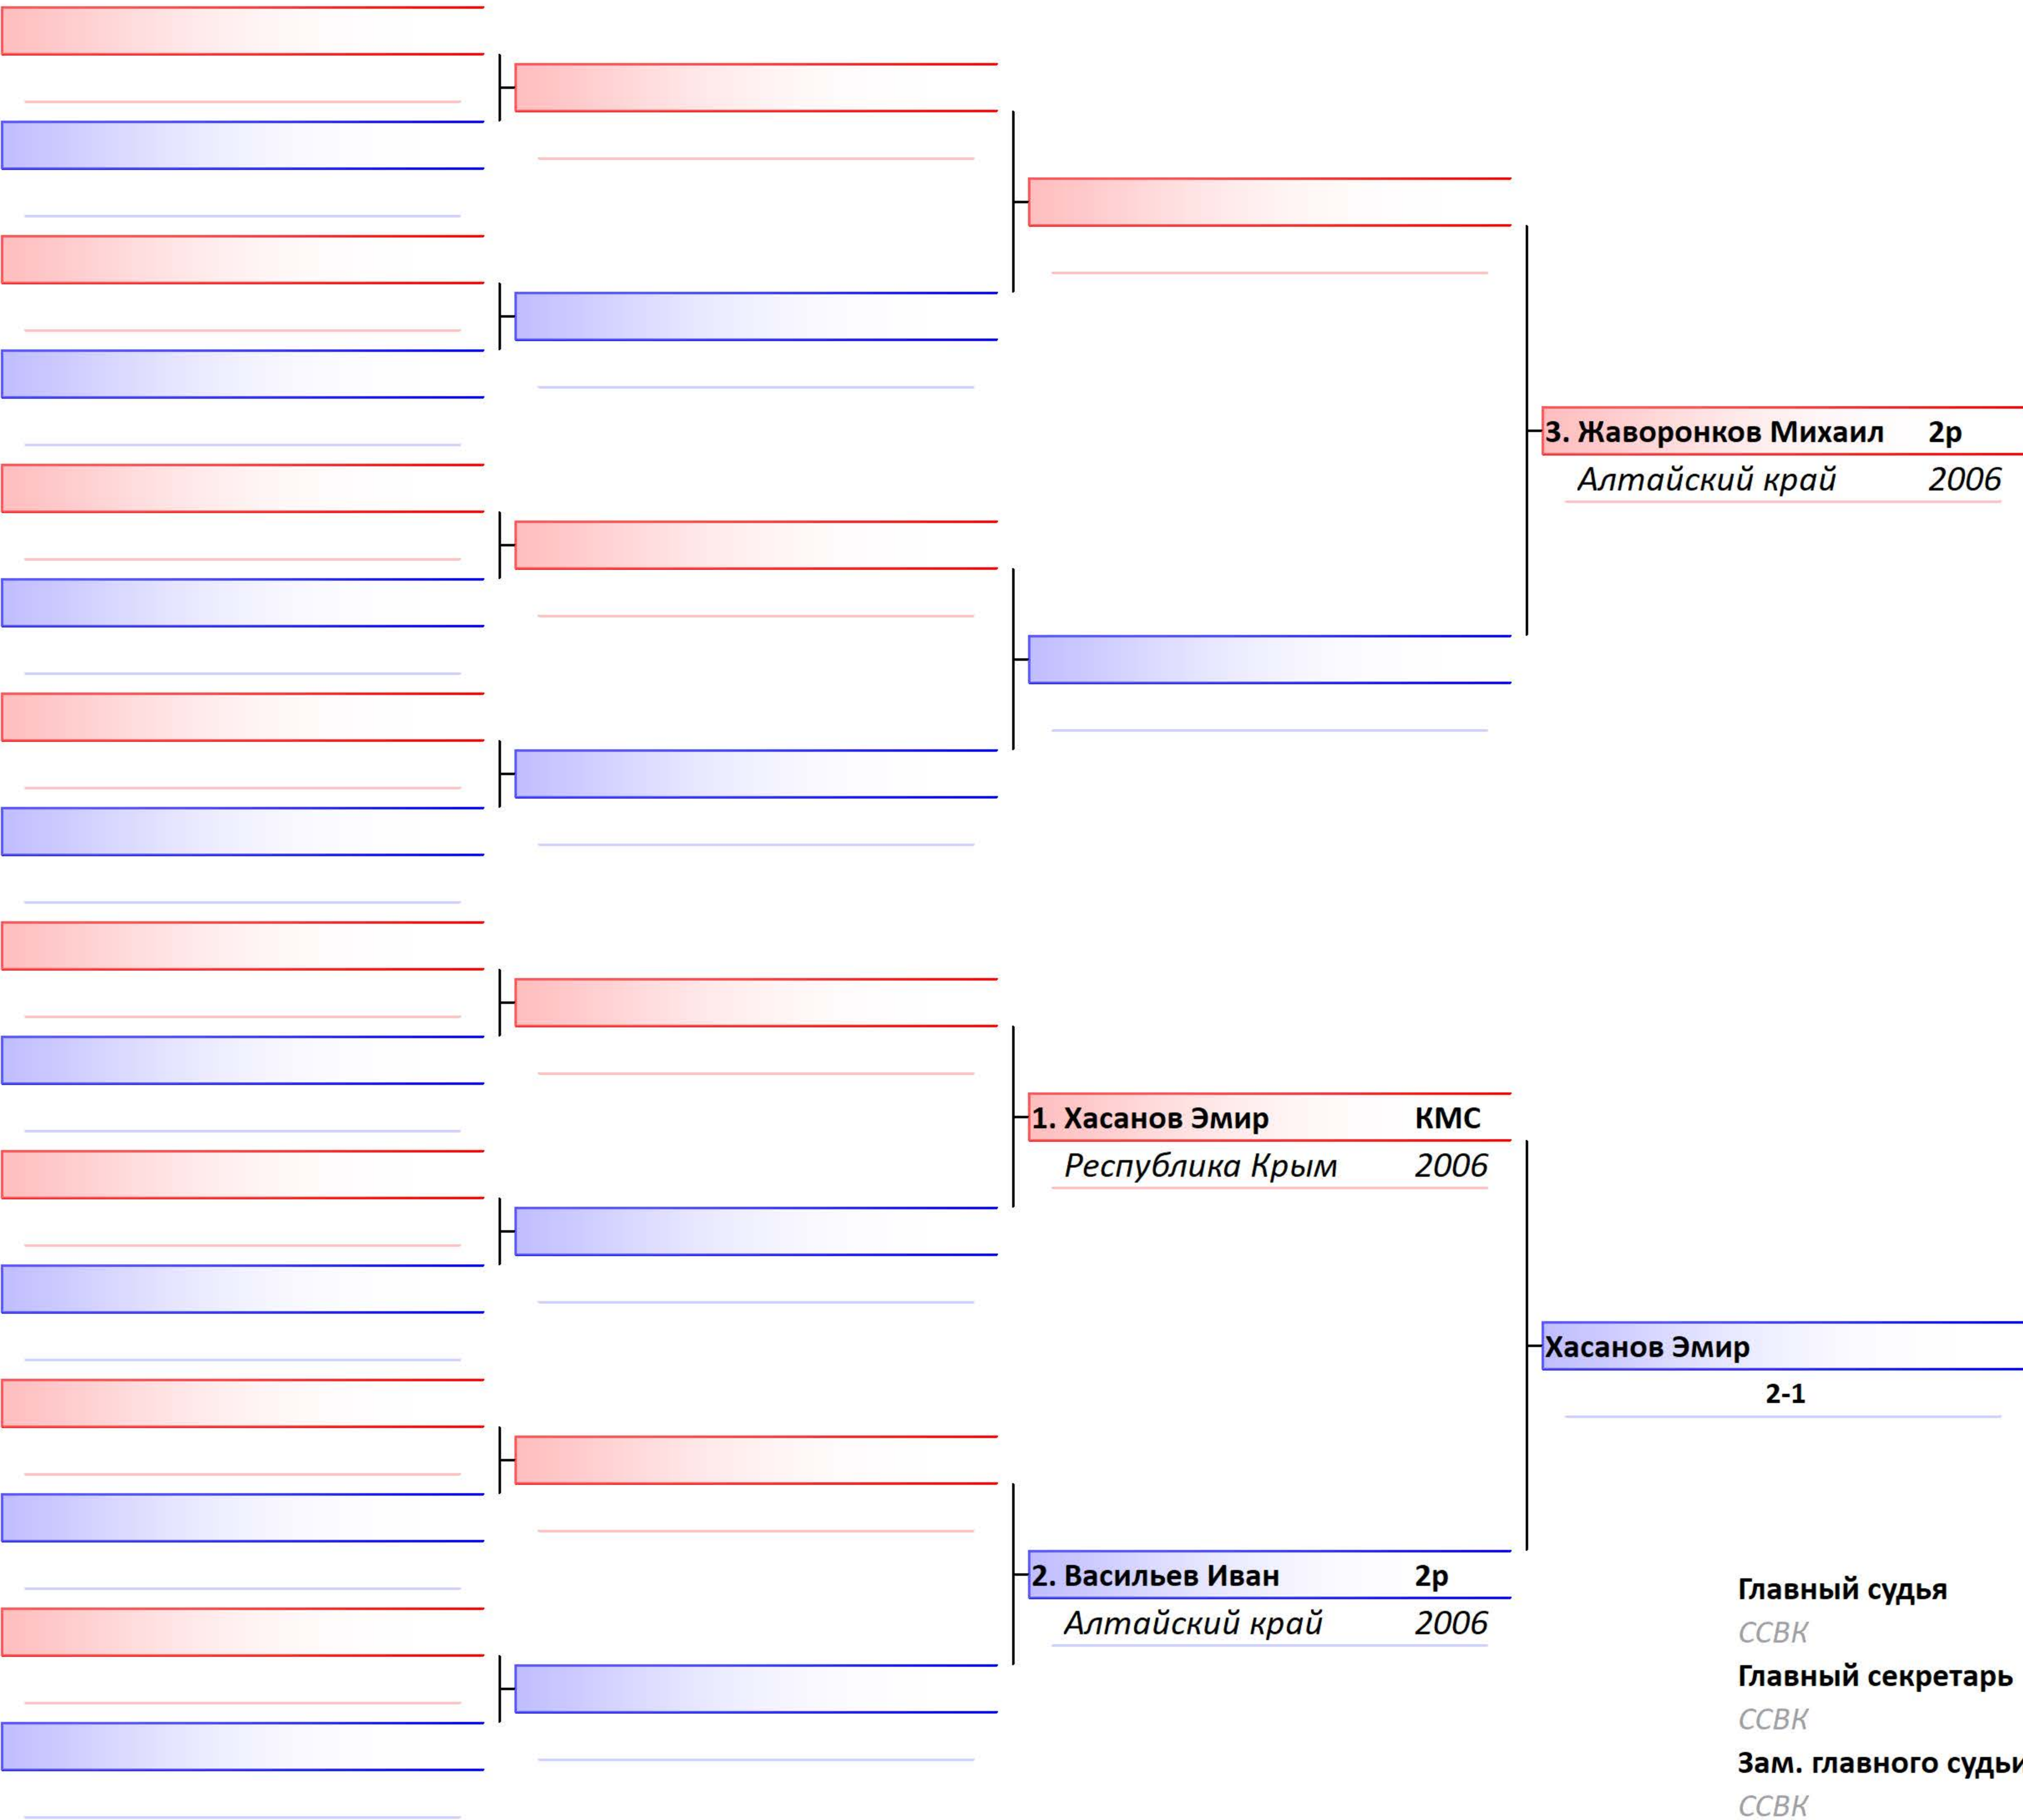 3. Жаворонков Михаил 2р
Алтайский край 2006
1. Хасанов Эмир КМС
Республика Крым 2006
Хасанов Эмир
2-1
2. Васильев Иван 2р
Алтайский край 2006
Главный судья
ССВК
Главный секретарь
ССВК
Зам. главного судьи
ССВК